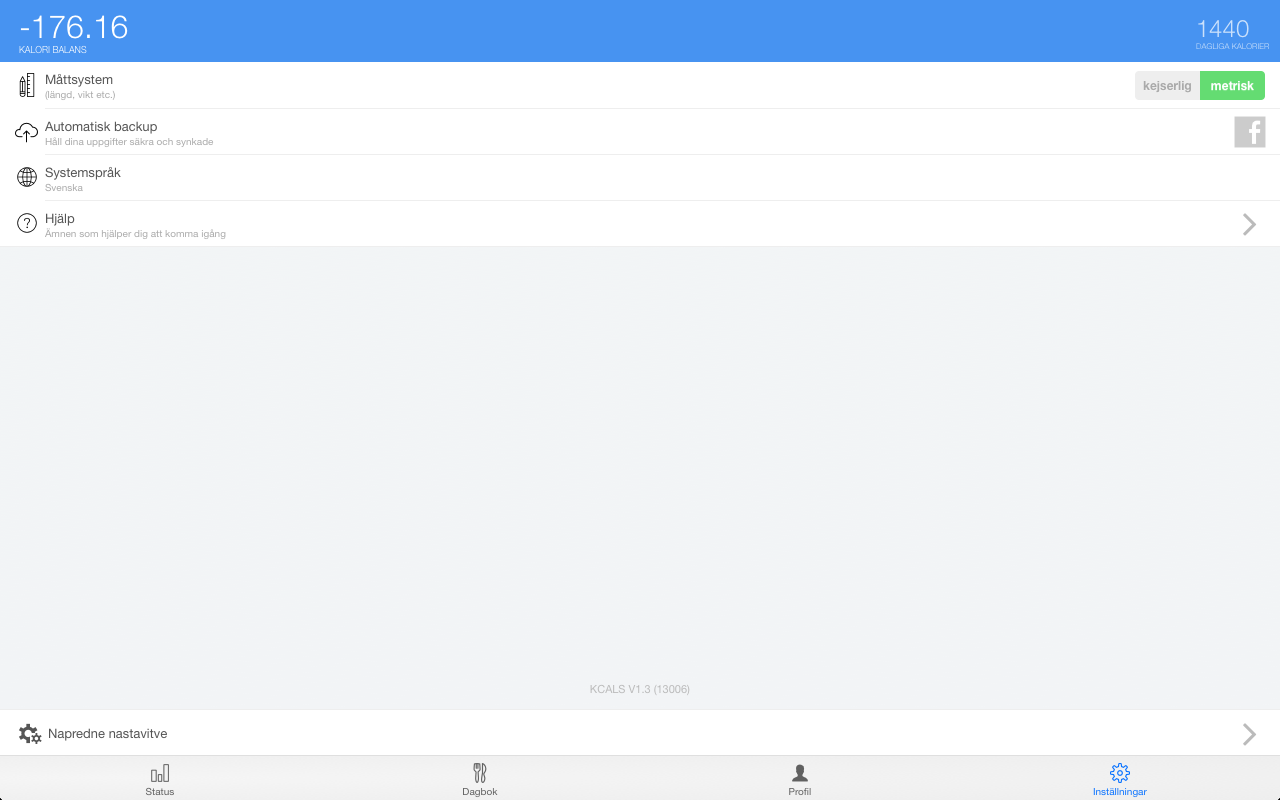 -176.16
KALORI BALANS
1440
DAGLIGA KALORIER
Måttsystem
(längd, vikt etc.)
kejserlig
metrisk
Automatisk backup
Håll dina uppgifter säkra och synkade
Systemspråk
Svenska
Hjälp
Ämnen som hjälper dig att komma igång
KCALS V1.3 (13006)
Napredne nastavitve
Status
Dagbok
Profil
Inställningar